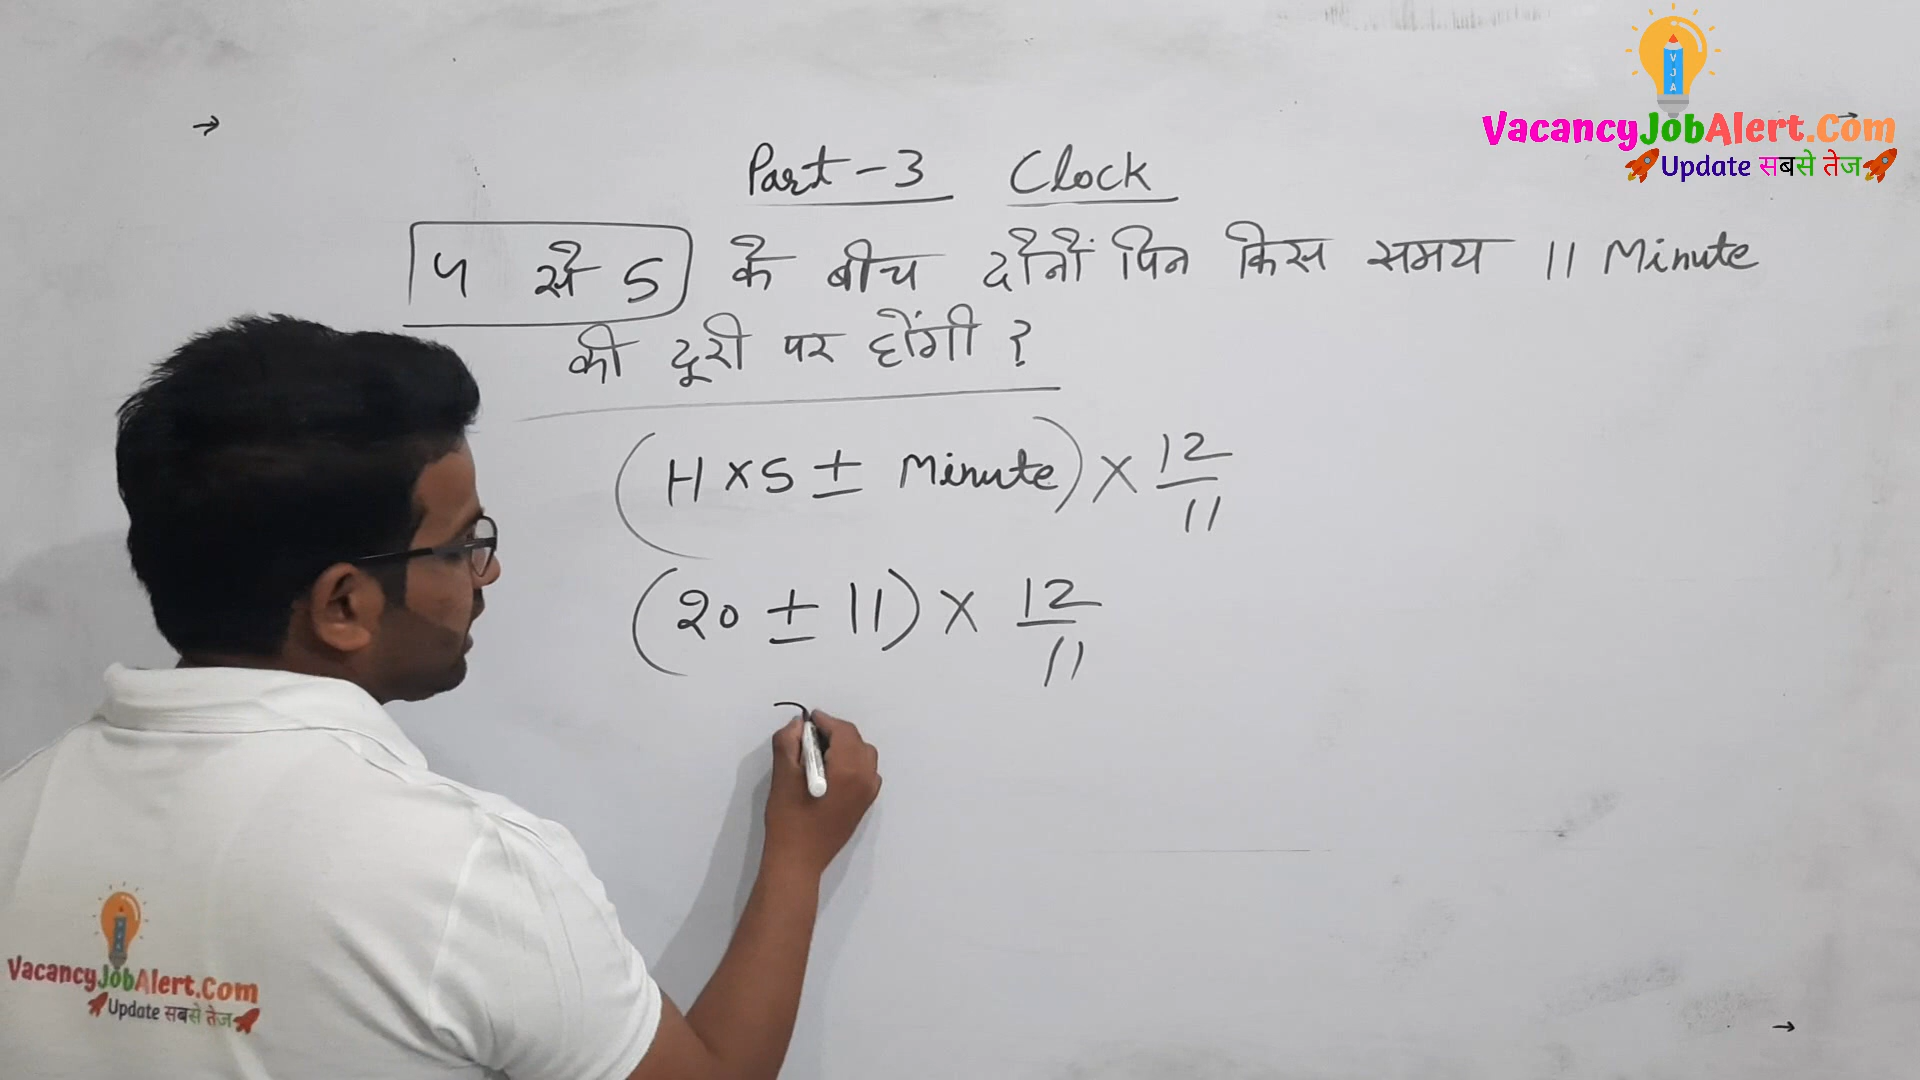 VJA
VacancyJobAlert.Com
Update सबसे तेज
Part-3 Clock
4 से 5 के बीच दोनों पिन किस समय 11 Minute
की दूरी पर होंगी ?
(H×5 ± Minute) × 12/11
(20 ± 11) × 12/11
VacancyJobAlert.Com
Update सबसे तेज